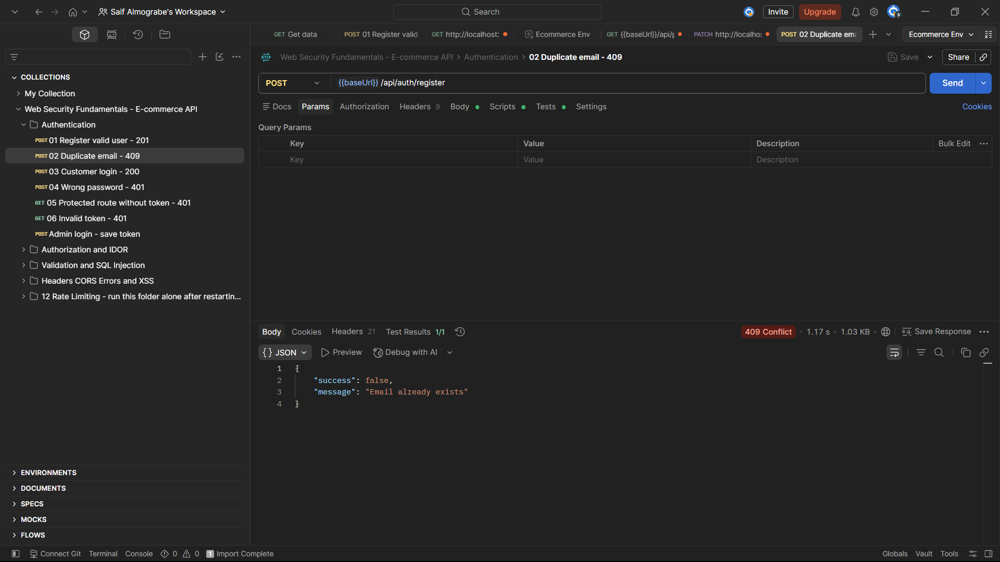 Saif Almograbe's Workspace
Search
Invite
Upgrade
GET Get data
POST 01 Register valid
GET http://localhost:
Ecommerce Env
GET {{baseUrl}}/api/
PATCH http://localhos
POST 02 Duplicate ema
Ecommerce Env
COLLECTIONS
My Collection
Web Security Fundamentals - E-commerce API
Authentication
POST 01 Register valid user - 201
POST 02 Duplicate email - 409
POST 03 Customer login - 200
POST 04 Wrong password - 401
GET 05 Protected route without token - 401
GET 06 Invalid token - 401
POST Admin login - save token
Authorization and IDOR
Validation and SQL Injection
Headers CORS Errors and XSS
12 Rate Limiting - run this folder alone after restartin...
ENVIRONMENTS
DOCUMENTS
SPECS
MOCKS
FLOWS
HTTP Web Security Fundamentals - E-commerce API > Authentication > 02 Duplicate email - 409
Save
Share
POST
{{baseUrl}} /api/auth/register
Send
Docs
Params
Authorization
Headers 9
Body
Scripts
Tests
Settings
Cookies
Query Params
Key
Value
Description
Bulk Edit
Key
Value
Description
Body
Cookies
Headers 21
Test Results 1/1
409 Conflict
1.17 s
1.03 KB
e.g. Save Response
{} JSON
Preview
Debug with AI
1 {
2 "success": false,
3 "message": "Email already exists"
4 }
Connect Git
Terminal
Console
0
0
1 Import Complete
Globals
Vault
Tools